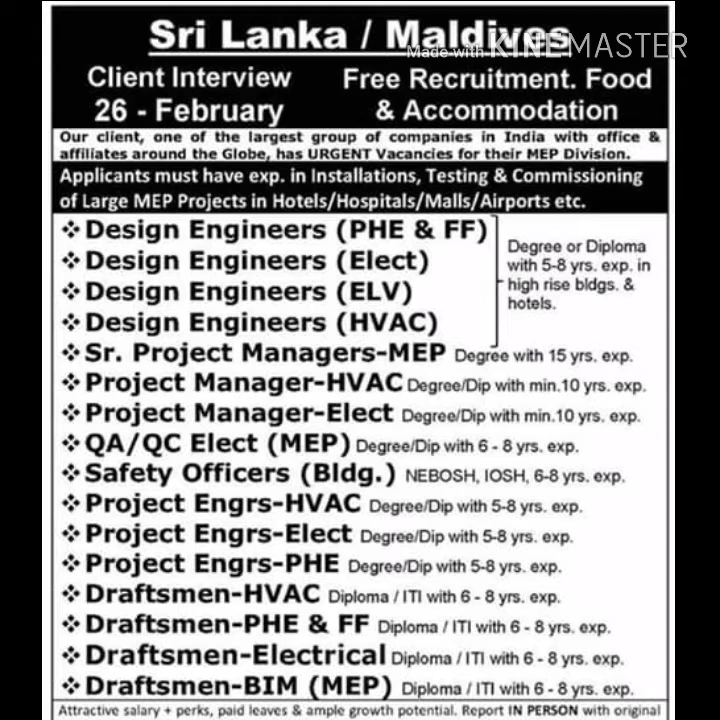 Sri Lanka / Maldives
Made with KINEMASTER
Client Interview
26 - February
Free Recruitment. Food
& Accommodation
Our client, one of the largest group of companies in India with office &
affiliates around the Globe, has URGENT Vacancies for their MEP Division.
Applicants must have exp. in Installations, Testing & Commissioning
of Large MEP Projects in Hotels/Hospitals/Malls/Airports etc.
❖ Design Engineers (PHE & FF)
❖ Design Engineers (Elect)
❖ Design Engineers (ELV)
❖ Design Engineers (HVAC)
Degree or Diploma
with 5-8 yrs. exp. in
high rise bldgs. &
hotels.
❖ Sr. Project Managers-MEP Degree with 15 yrs. exp.
❖ Project Manager-HVAC Degree/Dip with min.10 yrs. exp.
❖ Project Manager-Elect Degree/Dip with min.10 yrs. exp.
❖ QA/QC Elect (MEP) Degree/Dip with 6 - 8 yrs. exp.
❖ Safety Officers (Bldg.) NEBOSH, IOSH, 6-8 yrs. exp.
❖ Project Engrs-HVAC Degree/Dip with 5-8 yrs. exp.
❖ Project Engrs-Elect Degree/Dip with 5-8 yrs. exp.
❖ Project Engrs-PHE Degree/Dip with 5-8 yrs. exp.
❖ Draftsmen-HVAC Diploma / ITI with 6 - 8 yrs. exp.
❖ Draftsmen-PHE & FF Diploma / ITI with 6 - 8 yrs. exp.
❖ Draftsmen-Electrical Diploma / ITI with 6 - 8 yrs. exp.
❖ Draftsmen-BIM (MEP) Diploma / ITI with 6 - 8 yrs. exp.
Attractive salary + perks, paid leaves & ample growth potential. Report IN PERSON with original